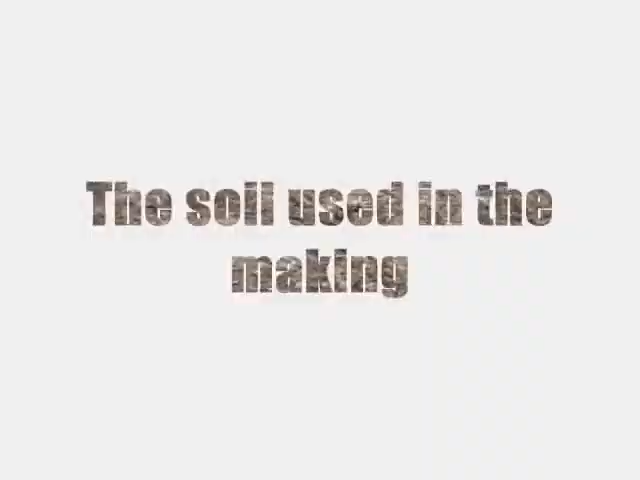 The soil used in the
making